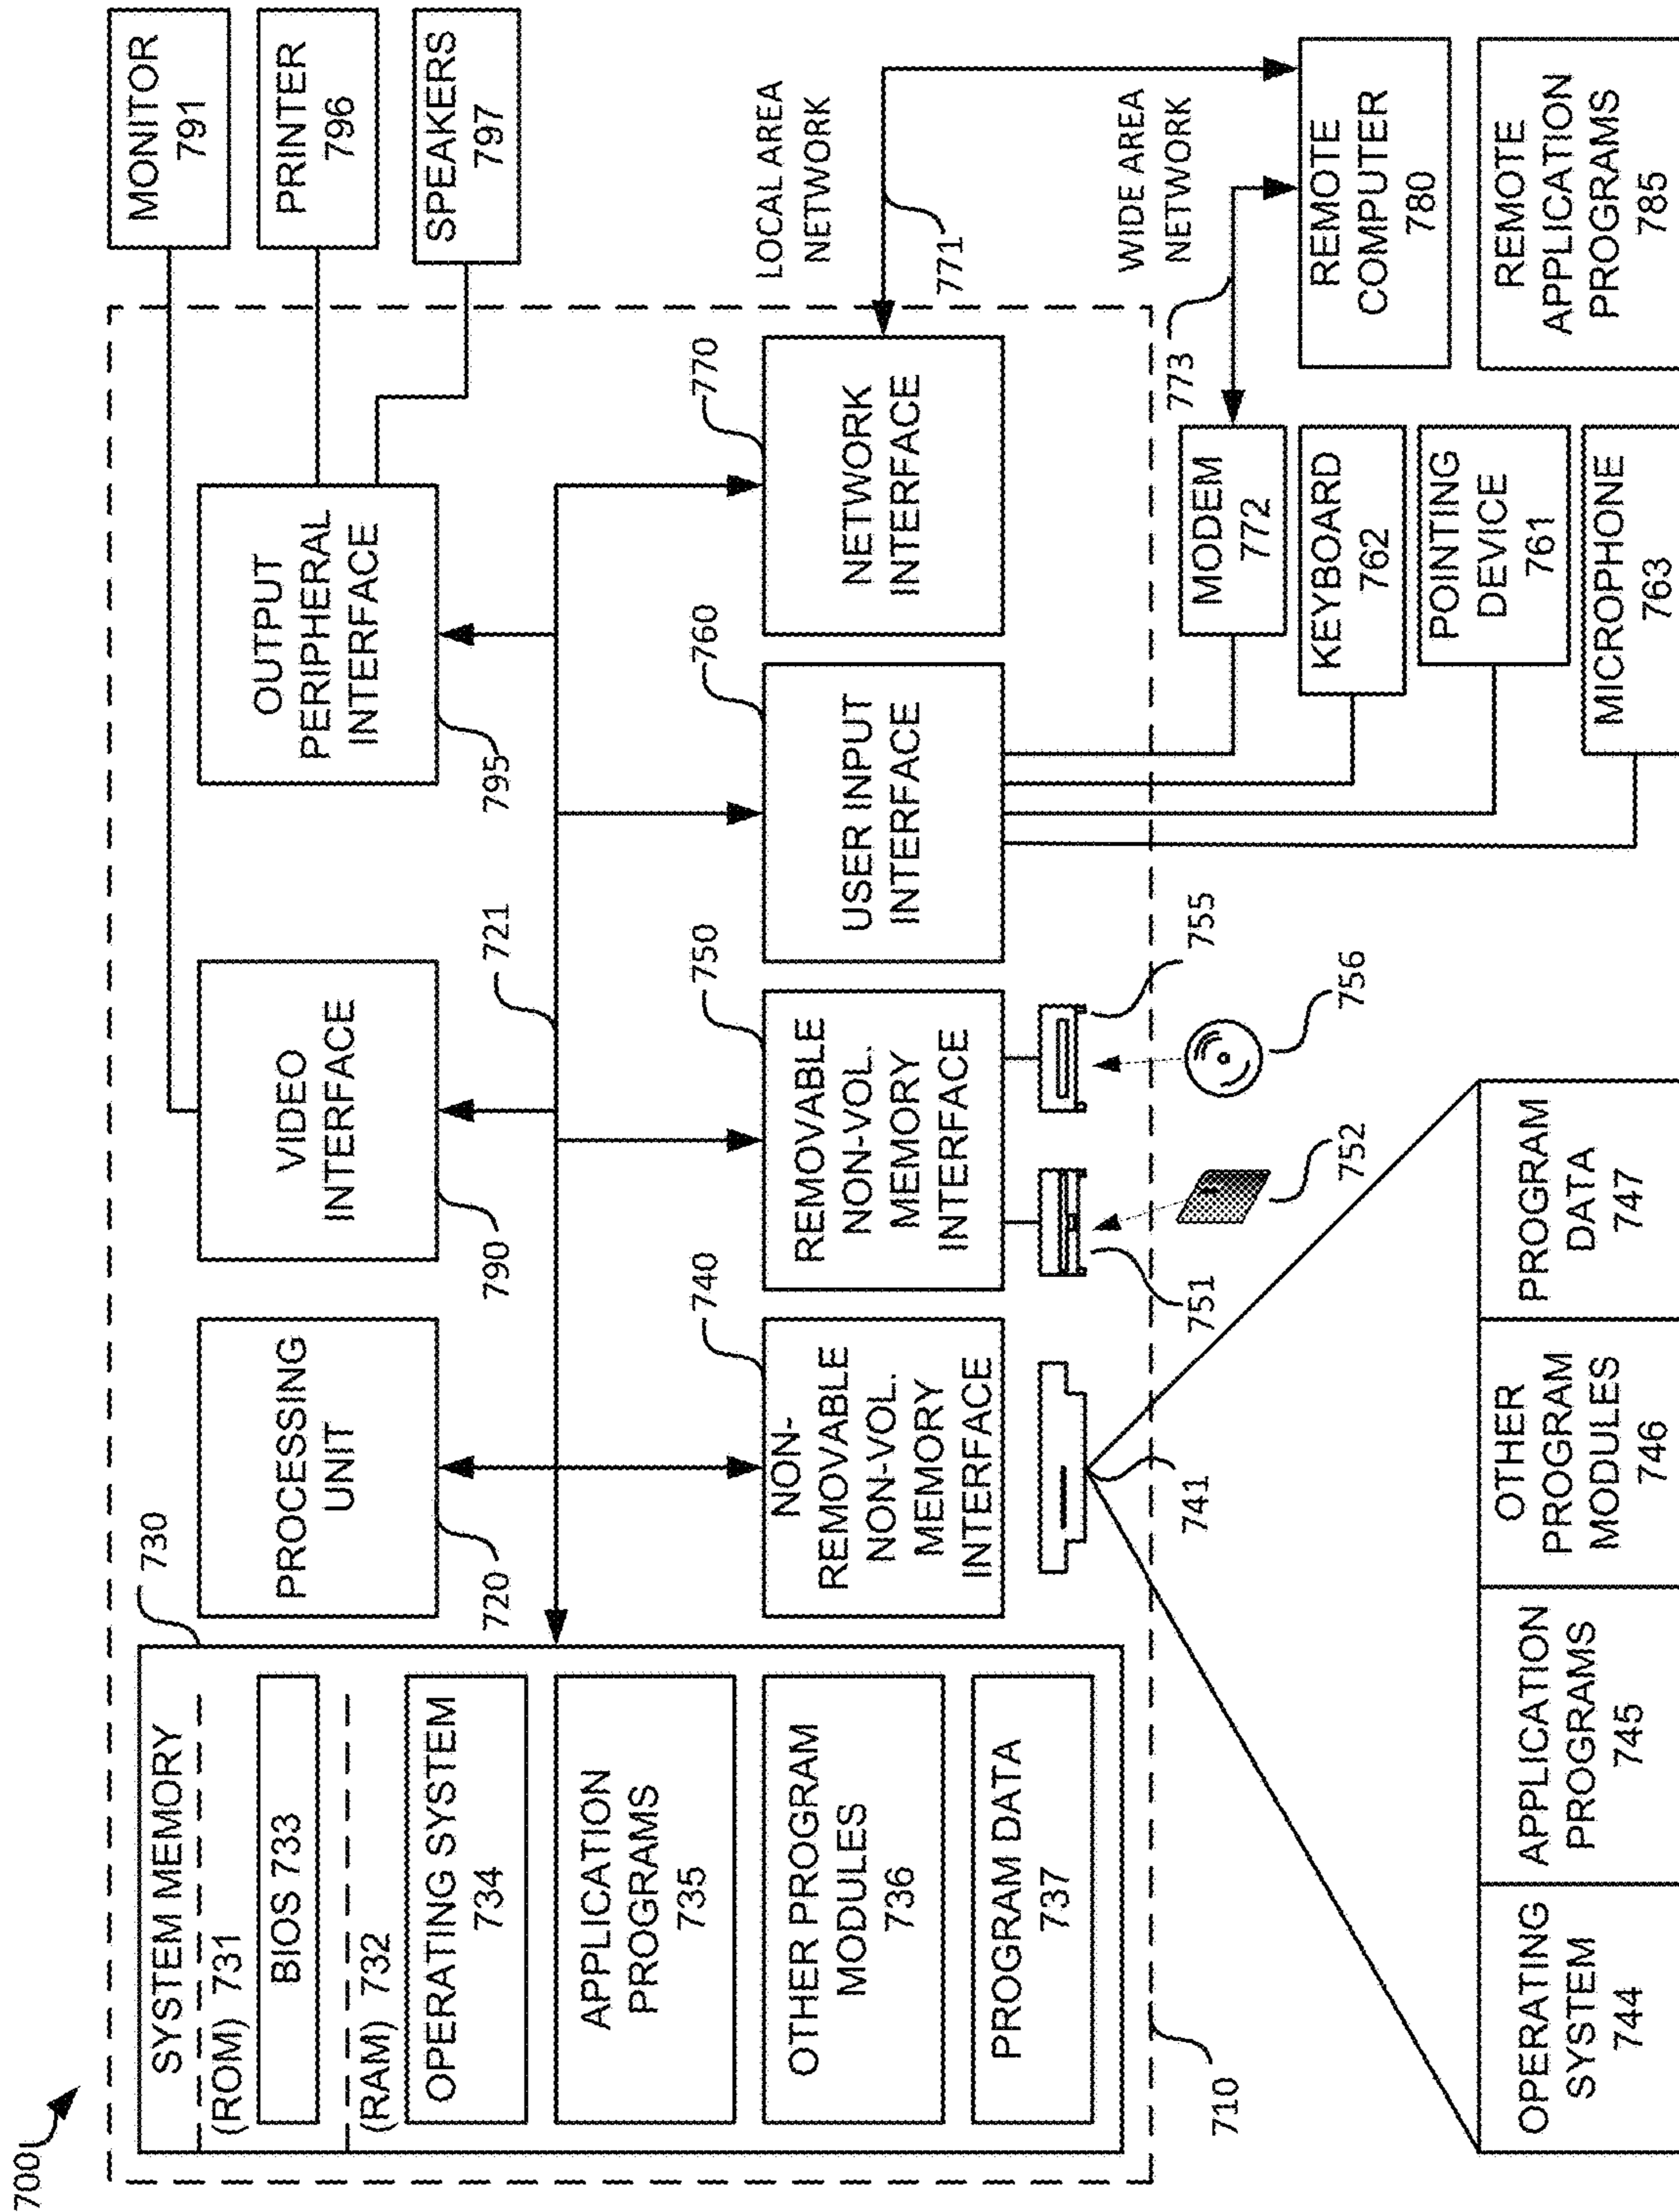 700
SYSTEM MEMORY
730
(ROM) 731
BIOS 733
(RAM) 732
OPERATING SYSTEM
734
APPLICATION
PROGRAMS
735
OTHER PROGRAM
MODULES
736
PROGRAM DATA
737
710
PROCESSING
UNIT
720
VIDEO
INTERFACE
790
OUTPUT
PERIPHERAL
INTERFACE
795
721
MONITOR
791
PRINTER
796
SPEAKERS
797
740
NON-
REMOVABLE
NON-VOL.
MEMORY
INTERFACE
750
REMOVABLE
NON-VOL.
MEMORY
INTERFACE
760
USER INPUT
INTERFACE
770
NETWORK
INTERFACE
LOCAL AREA
NETWORK
771
WIDE AREA
NETWORK
773
741
751
752
755
756
MODEM
772
KEYBOARD
762
POINTING
DEVICE
761
MICROPHONE
763
REMOTE
COMPUTER
780
REMOTE
APPLICATION
PROGRAMS
785
OPERATING
SYSTEM
744
APPLICATION
PROGRAMS
745
OTHER
PROGRAM
MODULES
746
PROGRAM
DATA
747